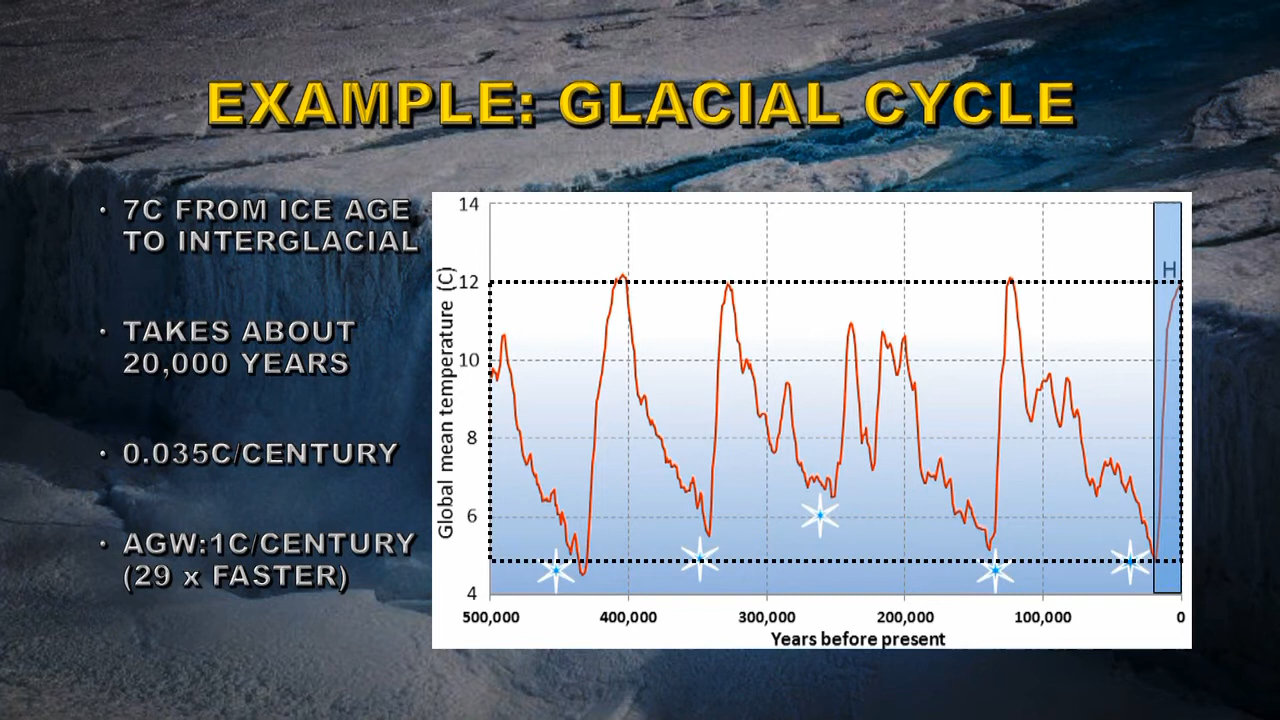 EXAMPLE: GLACIAL CYCLE
· 7C FROM ICE AGE
TO INTERGLACIAL
· TAKES ABOUT
20,000 YEARS
· 0.035C/CENTURY
· AGW:1C/CENTURY
(29 x FASTER)
Global mean temperature (C)
14
12
10
8
6
4
H
500,000 400,000 300,000 200,000 100,000 0
Years before present